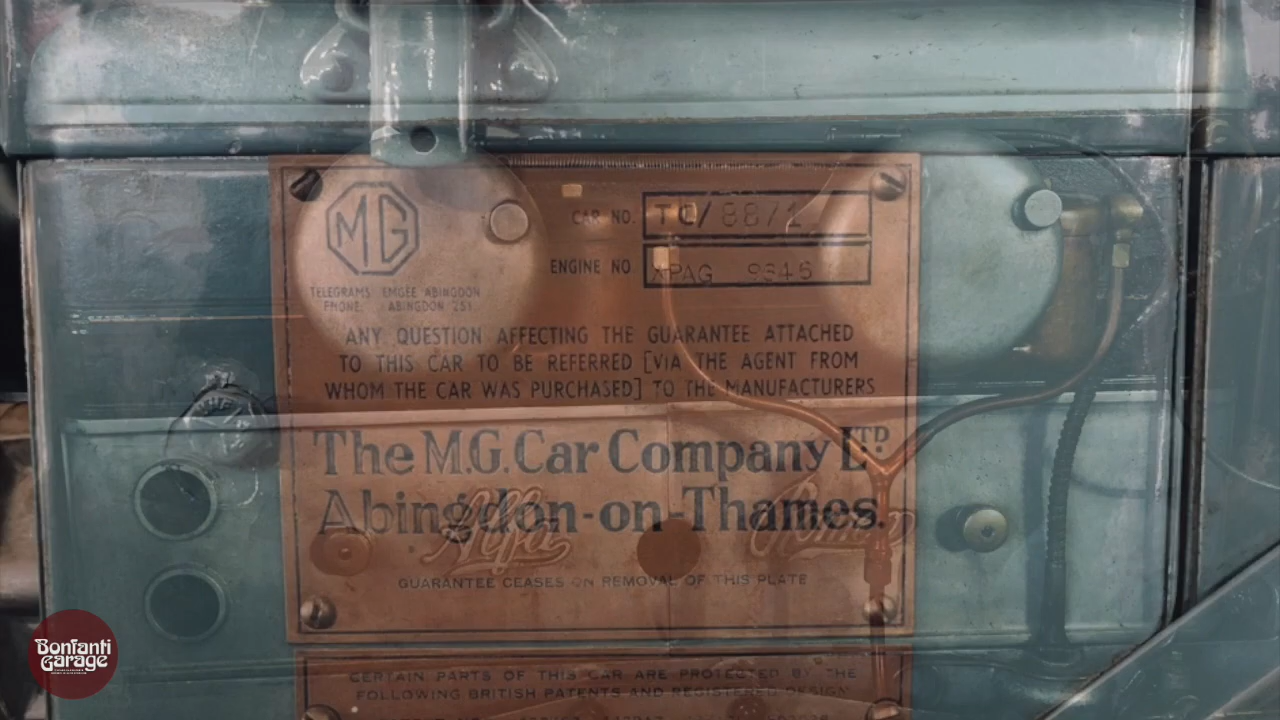 MG
CAR NO. TC/8871
TELEGRAMS EMGEE ABINGDON
PHONE ABINGDON 251.
ENGINE NO XPAG 9346
ANY QUESTION AFFECTING THE GUARANTEE ATTACHED
TO THIS CAR TO BE REFERRED [VIA THE AGENT FROM
WHOM THE CAR WAS PURCHASED] TO THE MANUFACTURERS
The M.G. Car Company LTD.
Abingdon-on-Thames.
Alfa Romeo
GUARANTEE CEASES ON REMOVAL OF THIS PLATE
CERTAIN PARTS OF THIS CAR ARE PROTECTED BY THE
FOLLOWING BRITISH PATENTS AND REGISTERED DESIGN
Bonfanti
Garage